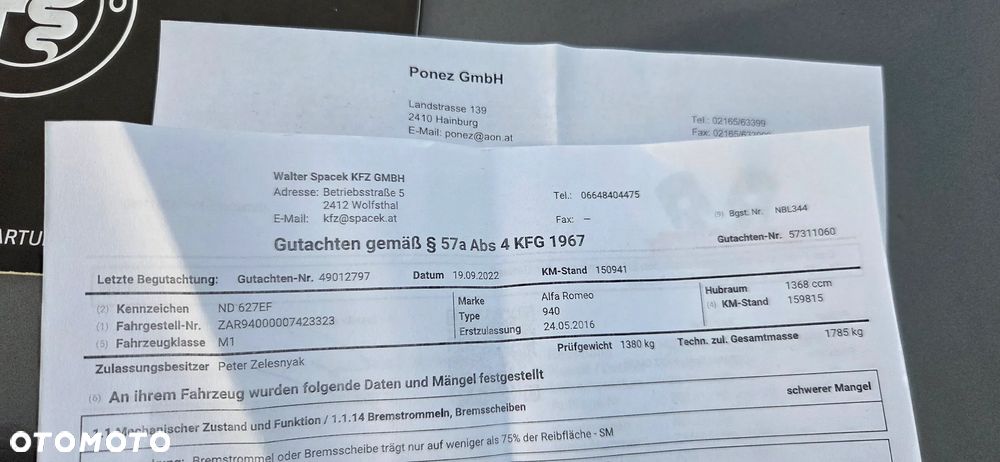 ARTU
Ponez GmbH
Landstrasse 139
2410 Hainburg
E-Mail: ponez@aon.at
Tel.: 02165/63399
Fax: 02165/
Walter Spacek KFZ GMBH
Adresse: Betriebsstraße 5
2412 Wolfsthal
E-Mail: kfz@spacek.at
Tel.: 06648404475
Fax: –
(9) Bgst. Nr. NBL344
Gutachten gemäß § 57a Abs 4 KFG 1967
Gutachten-Nr. 57311060
Letzte Begutachtung: Gutachten-Nr. 49012797 Datum 19.09.2022 KM-Stand 150941
(2) Kennzeichen ND 627EF
(1) Fahrgestell-Nr. ZAR94000007423323
(5) Fahrzeugklasse M1
Marke Alfa Romeo
Type 940
Erstzulassung 24.05.2016
Hubraum 1368 ccm
(4) KM-Stand 159815
Prüfgewicht 1380 kg Techn. zul. Gesamtmasse 1785 kg
Zulassungsbesitzer Peter Zelesnyak
(6) An ihrem Fahrzeug wurden folgende Daten und Mängel festgestellt
1.1 Mechanischer Zustand und Funktion / 1.1.14 Bremstrommeln, Bremsscheiben schwerer Mangel
Bremstrommel oder Bremsscheibe trägt nur auf weniger als 75% der Reibfläche - SM
OTOMOTO